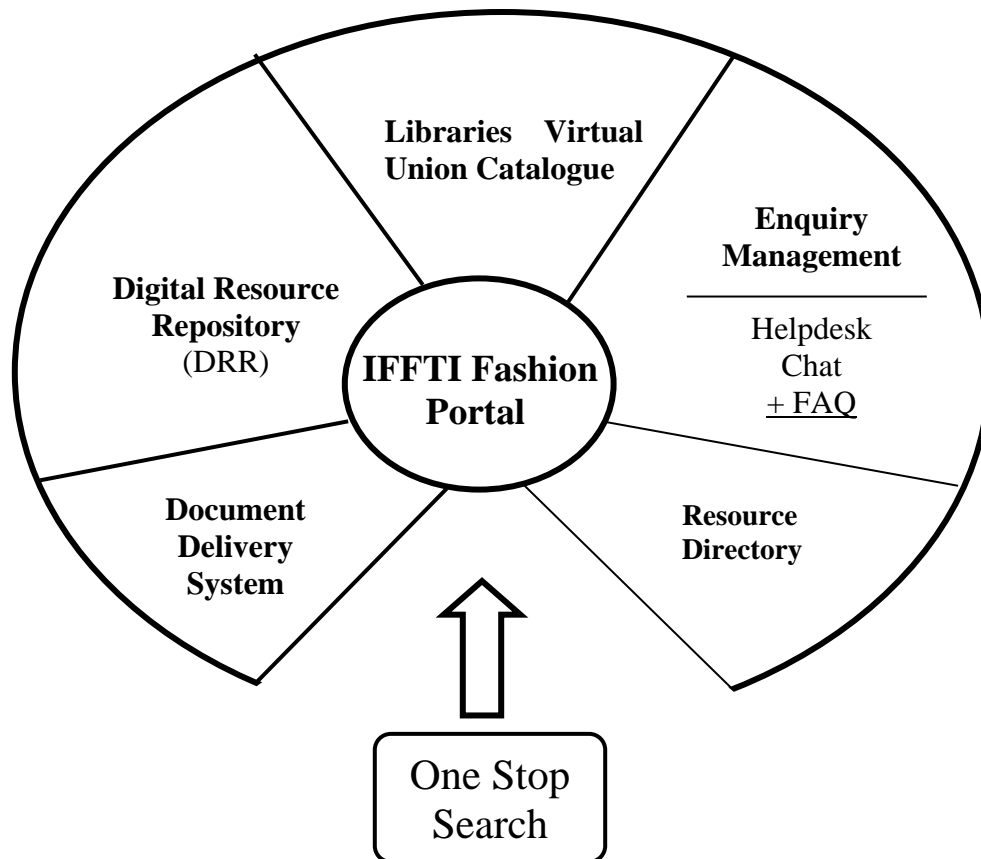 Libraries Virtual
Union Catalogue
Enquiry
Management
Helpdesk
Chat
+ FAQ
Digital Resource
Repository
(DRR)
IFFTI Fashion
Portal
Document
Delivery
System
Resource
Directory
One Stop
Search